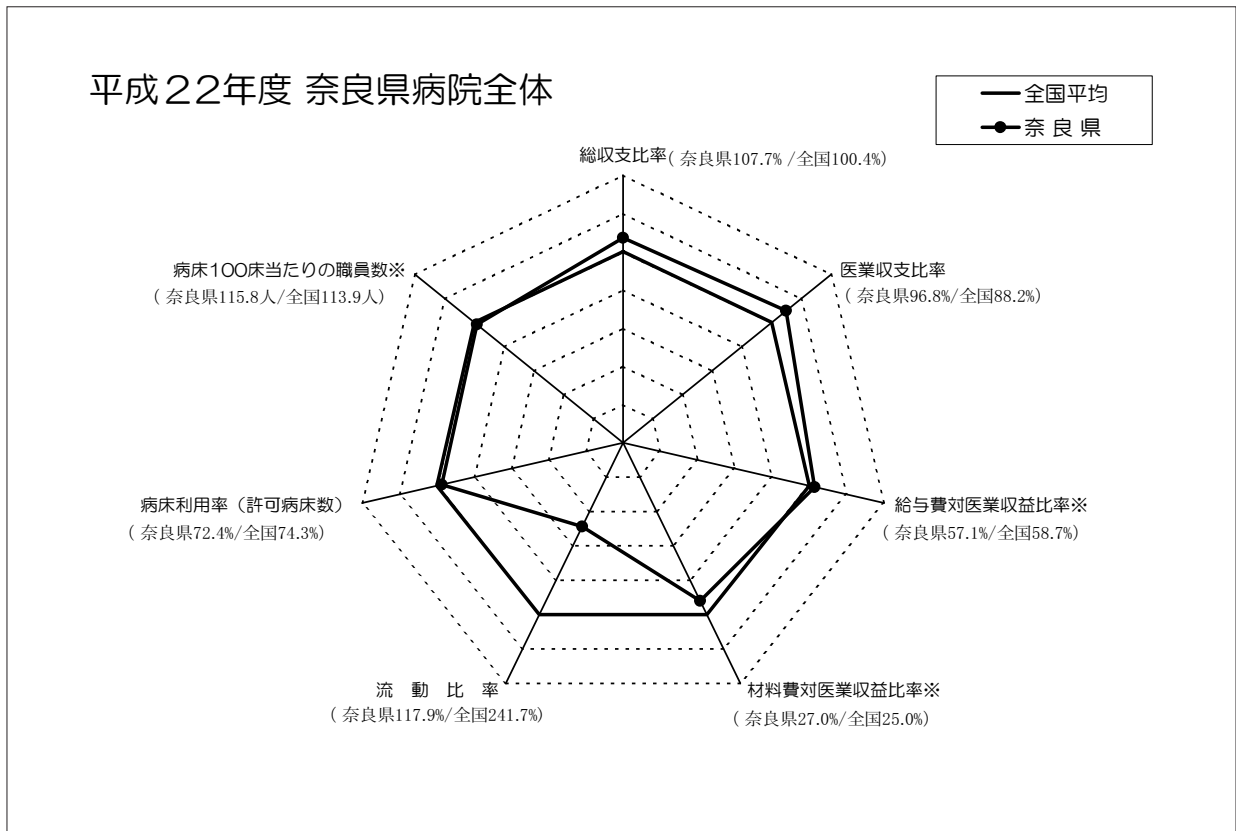 平成22年度 奈良県病院全体
全国平均
奈 良 県
総収支比率( 奈良県107.7% /全国100.4%)
医業収支比率
( 奈良県96.8%/全国88.2%)
給与費対医業収益比率※
( 奈良県57.1%/全国58.7%)
材料費対医業収益比率※
( 奈良県27.0%/全国25.0%)
流 動 比 率
( 奈良県117.9%/全国241.7%)
病床利用率（許可病床数）
( 奈良県72.4%/全国74.3%)
病床100床当たりの職員数※
( 奈良県115.8人/全国113.9人)